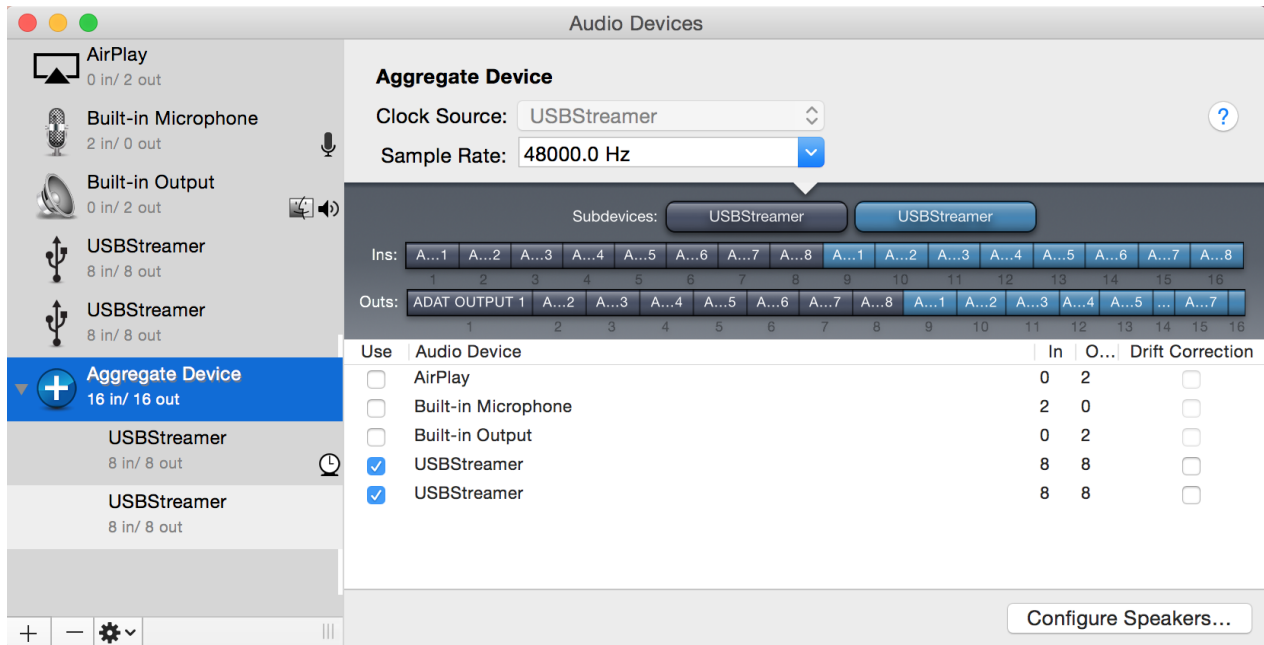 Audio Devices
AirPlay
0 in/ 2 out
Built-in Microphone
2 in/ 0 out
Built-in Output
0 in/ 2 out
USBStreamer
8 in/ 8 out
USBStreamer
8 in/ 8 out
Aggregate Device
16 in/ 16 out
USBStreamer
8 in/ 8 out
USBStreamer
8 in/ 8 out
Aggregate Device
Clock Source: USBStreamer
?
Sample Rate: 48000.0 Hz
Subdevices: USBStreamer USBStreamer
Ins: A...1 A...2 A...3 A...4 A...5 A...6 A...7 A...8 A...1 A...2 A...3 A...4 A...5 A...6 A...7 A...8
1 2 3 4 5 6 7 8 9 10 11 12 13 14 15 16
Outs: ADAT OUTPUT 1 A...2 A...3 A...4 A...5 A...6 A...7 A...8 A...1 A...2 A...3 A...4 A...5 ... A...7
1 2 3 4 5 6 7 8 9 10 11 12 13 14 15 16
Use Audio Device In O... Drift Correction
AirPlay 0 2
Built-in Microphone 2 0
Built-in Output 0 2
USBStreamer 8 8
USBStreamer 8 8
Configure Speakers...